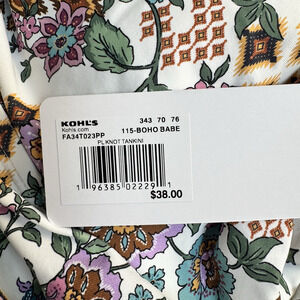 KOHL'S 343 70 76
Kohls.com
FA34T023PP 115-BOHO BABE
PLKNOT TANKINI
1 96385 02229 1
$38.00